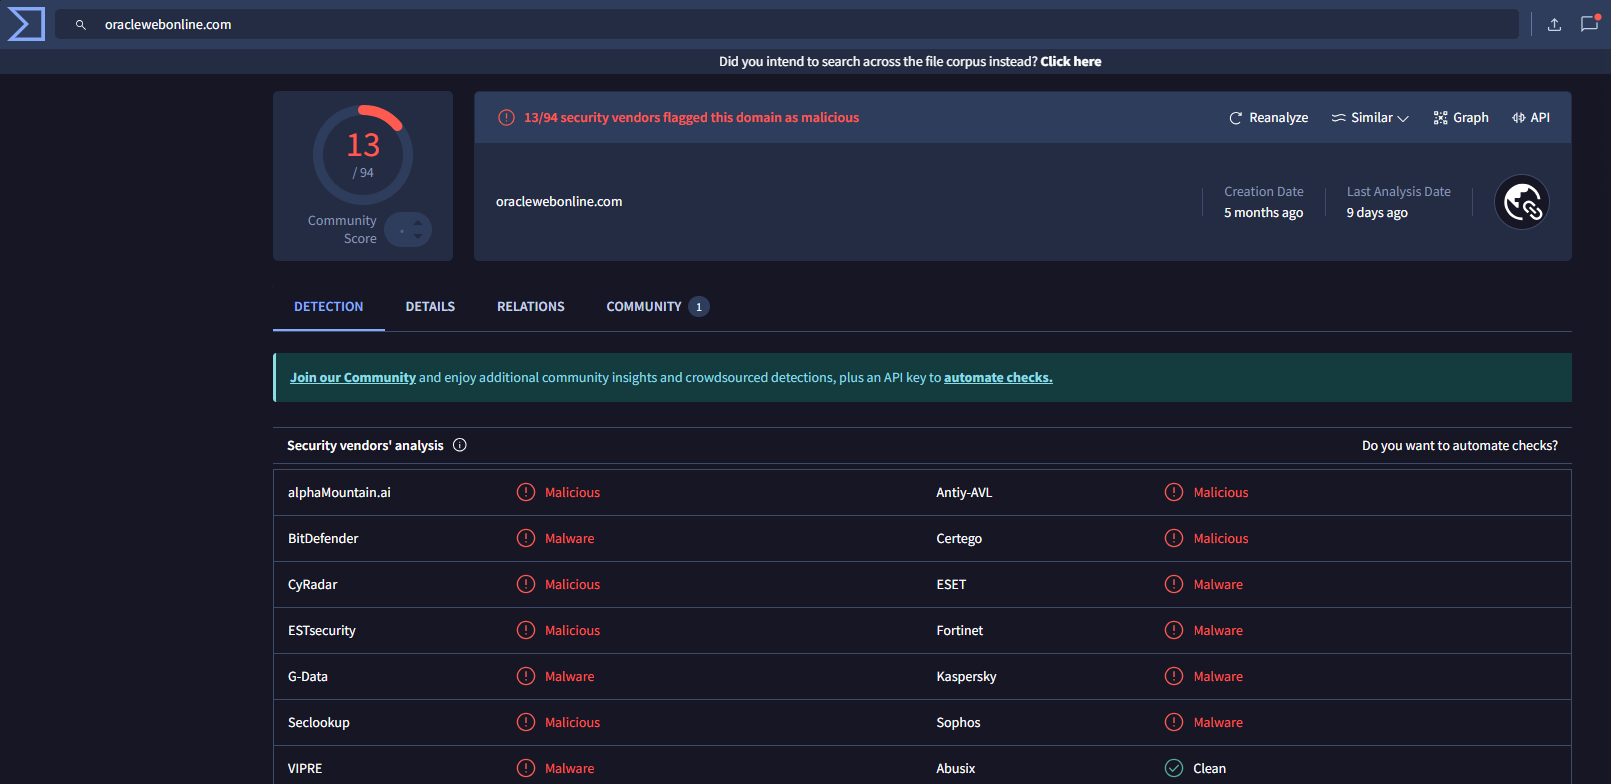 oraclewebonline.com
Did you intend to search across the file corpus instead? Click here
13
/ 94
Community
Score
13/94 security vendors flagged this domain as malicious
Reanalyze
Similar
Graph
API
oraclewebonline.com
Creation Date
5 months ago
Last Analysis Date
9 days ago
DETECTION
DETAILS
RELATIONS
COMMUNITY 1
Join our Community and enjoy additional community insights and crowdsourced detections, plus an API key to automate checks.
Security vendors' analysis
Do you want to automate checks?
alphaMountain.ai Malicious Antiy-AVL Malicious
BitDefender Malware Certego Malicious
CyRadar Malicious ESET Malware
ESTsecurity Malicious Fortinet Malware
G-Data Malware Kaspersky Malware
Seclookup Malicious Sophos Malware
VIPRE Malware Abusix Clean